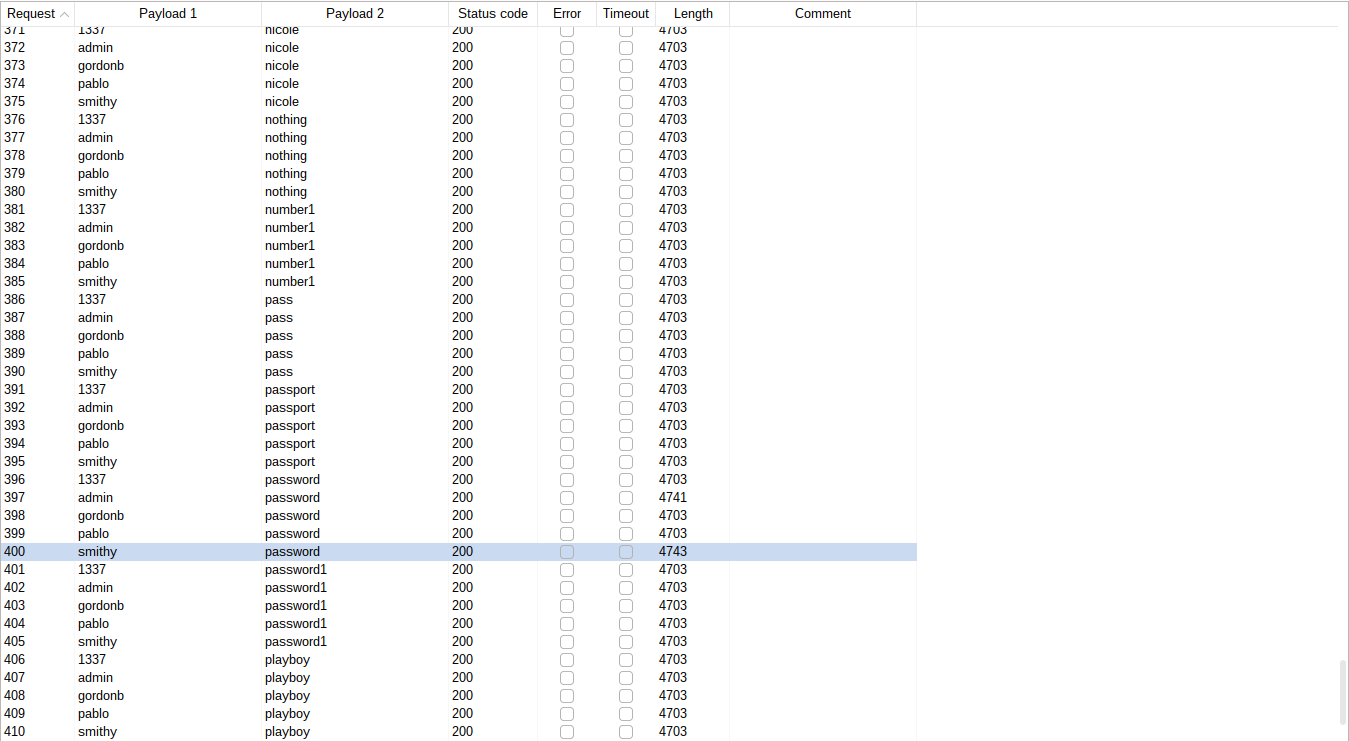 Request Payload 1 Payload 2 Status code Error Timeout Length Comment
371 1337 nicole 200 4703
372 admin nicole 200 4703
373 gordonb nicole 200 4703
374 pablo nicole 200 4703
375 smithy nicole 200 4703
376 1337 nothing 200 4703
377 admin nothing 200 4703
378 gordonb nothing 200 4703
379 pablo nothing 200 4703
380 smithy nothing 200 4703
381 1337 number1 200 4703
382 admin number1 200 4703
383 gordonb number1 200 4703
384 pablo number1 200 4703
385 smithy number1 200 4703
386 1337 pass 200 4703
387 admin pass 200 4703
388 gordonb pass 200 4703
389 pablo pass 200 4703
390 smithy pass 200 4703
391 1337 passport 200 4703
392 admin passport 200 4703
393 gordonb passport 200 4703
394 pablo passport 200 4703
395 smithy passport 200 4703
396 1337 password 200 4703
397 admin password 200 4741
398 gordonb password 200 4703
399 pablo password 200 4703
400 smithy password 200 4743
401 1337 password1 200 4703
402 admin password1 200 4703
403 gordonb password1 200 4703
404 pablo password1 200 4703
405 smithy password1 200 4703
406 1337 playboy 200 4703
407 admin playboy 200 4703
408 gordonb playboy 200 4703
409 pablo playboy 200 4703
410 smithy playboy 200 4703